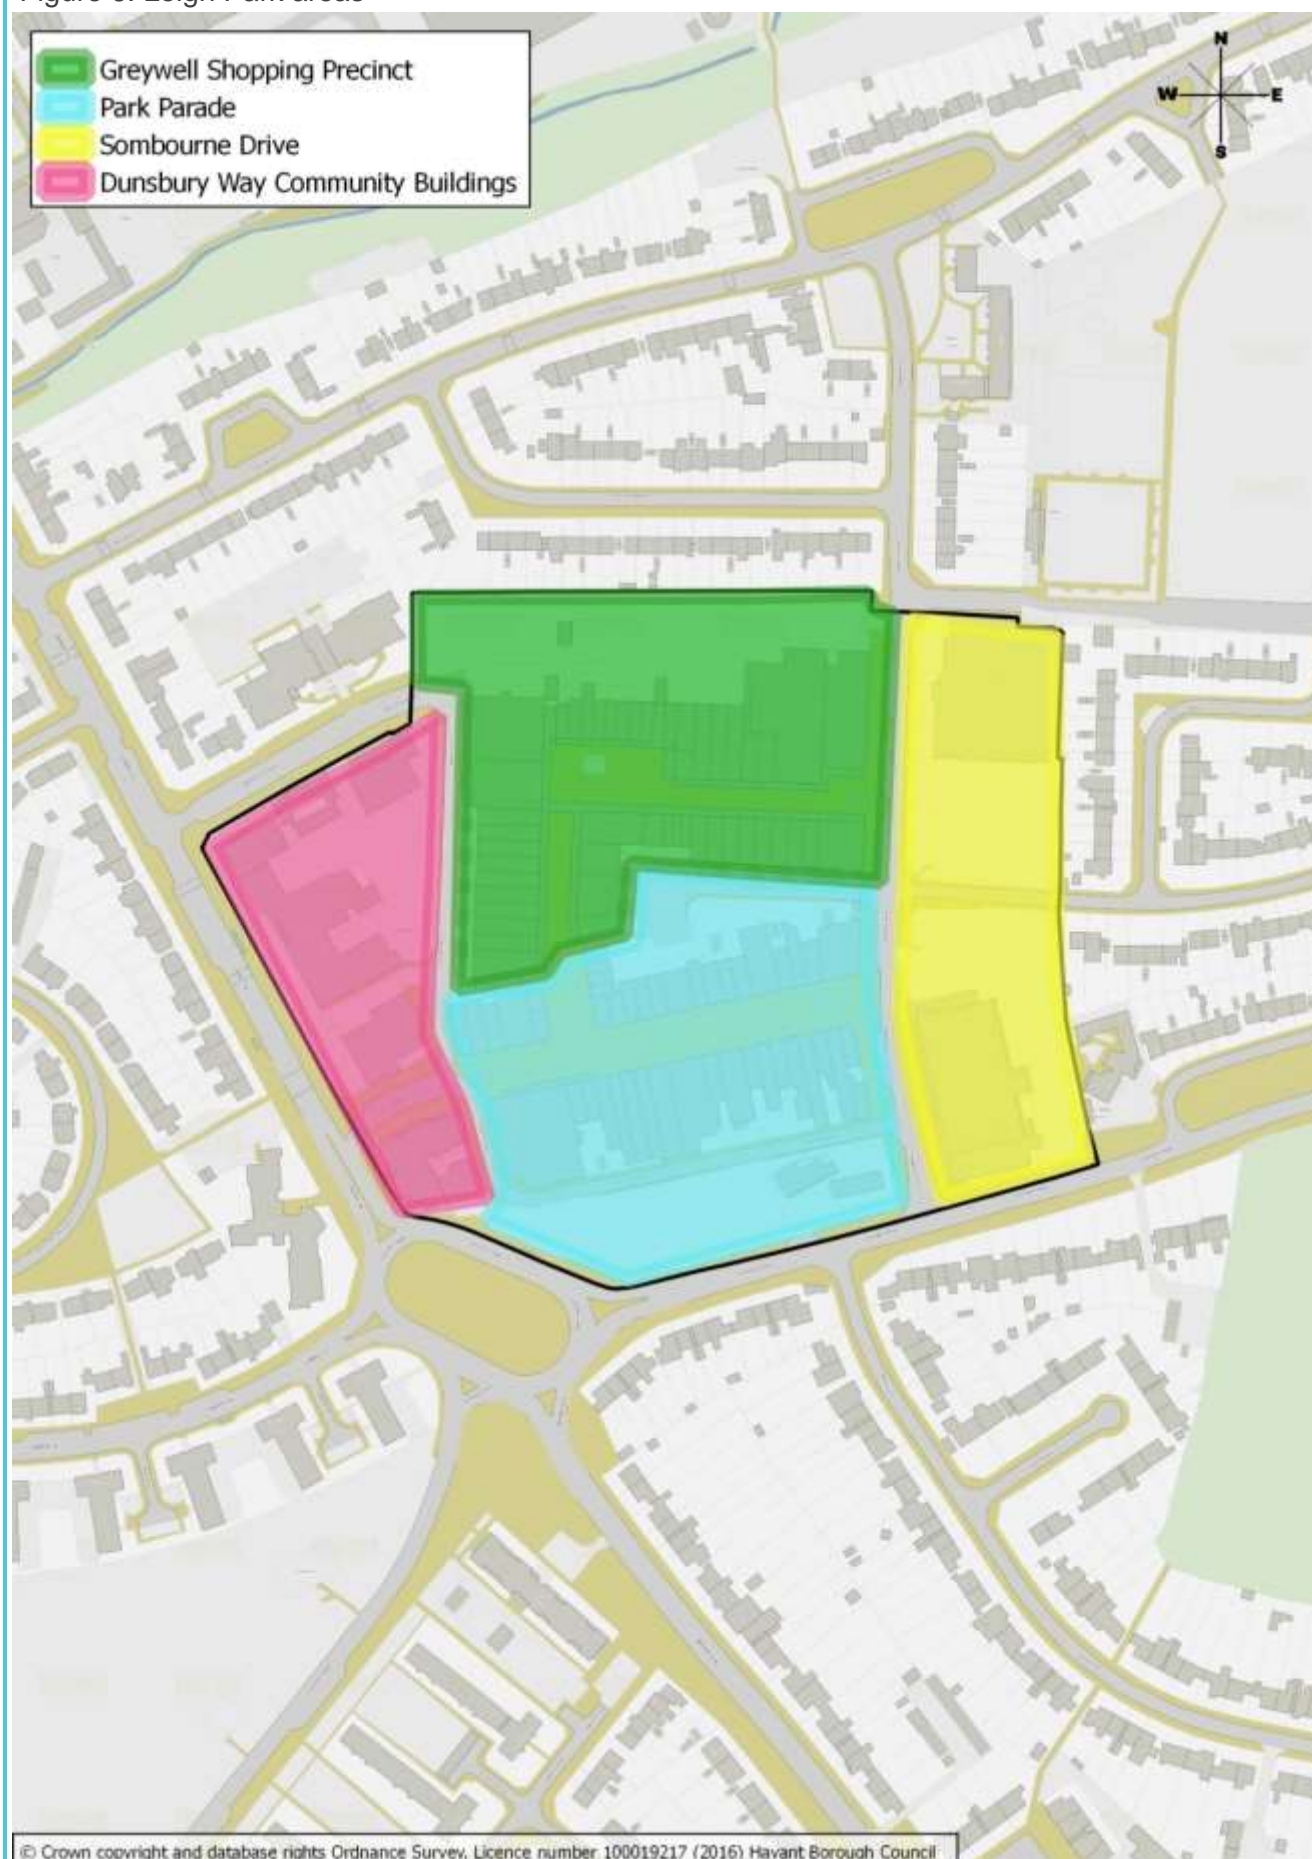 Greywell Shopping Precinct
Park Parade
Sombourne Drive
Dunsbury Way Community Buildings
N
W E
S
© Crown copyright and database rights Ordnance Survey. Licence number 100019217 (2016) Havant Borough Council